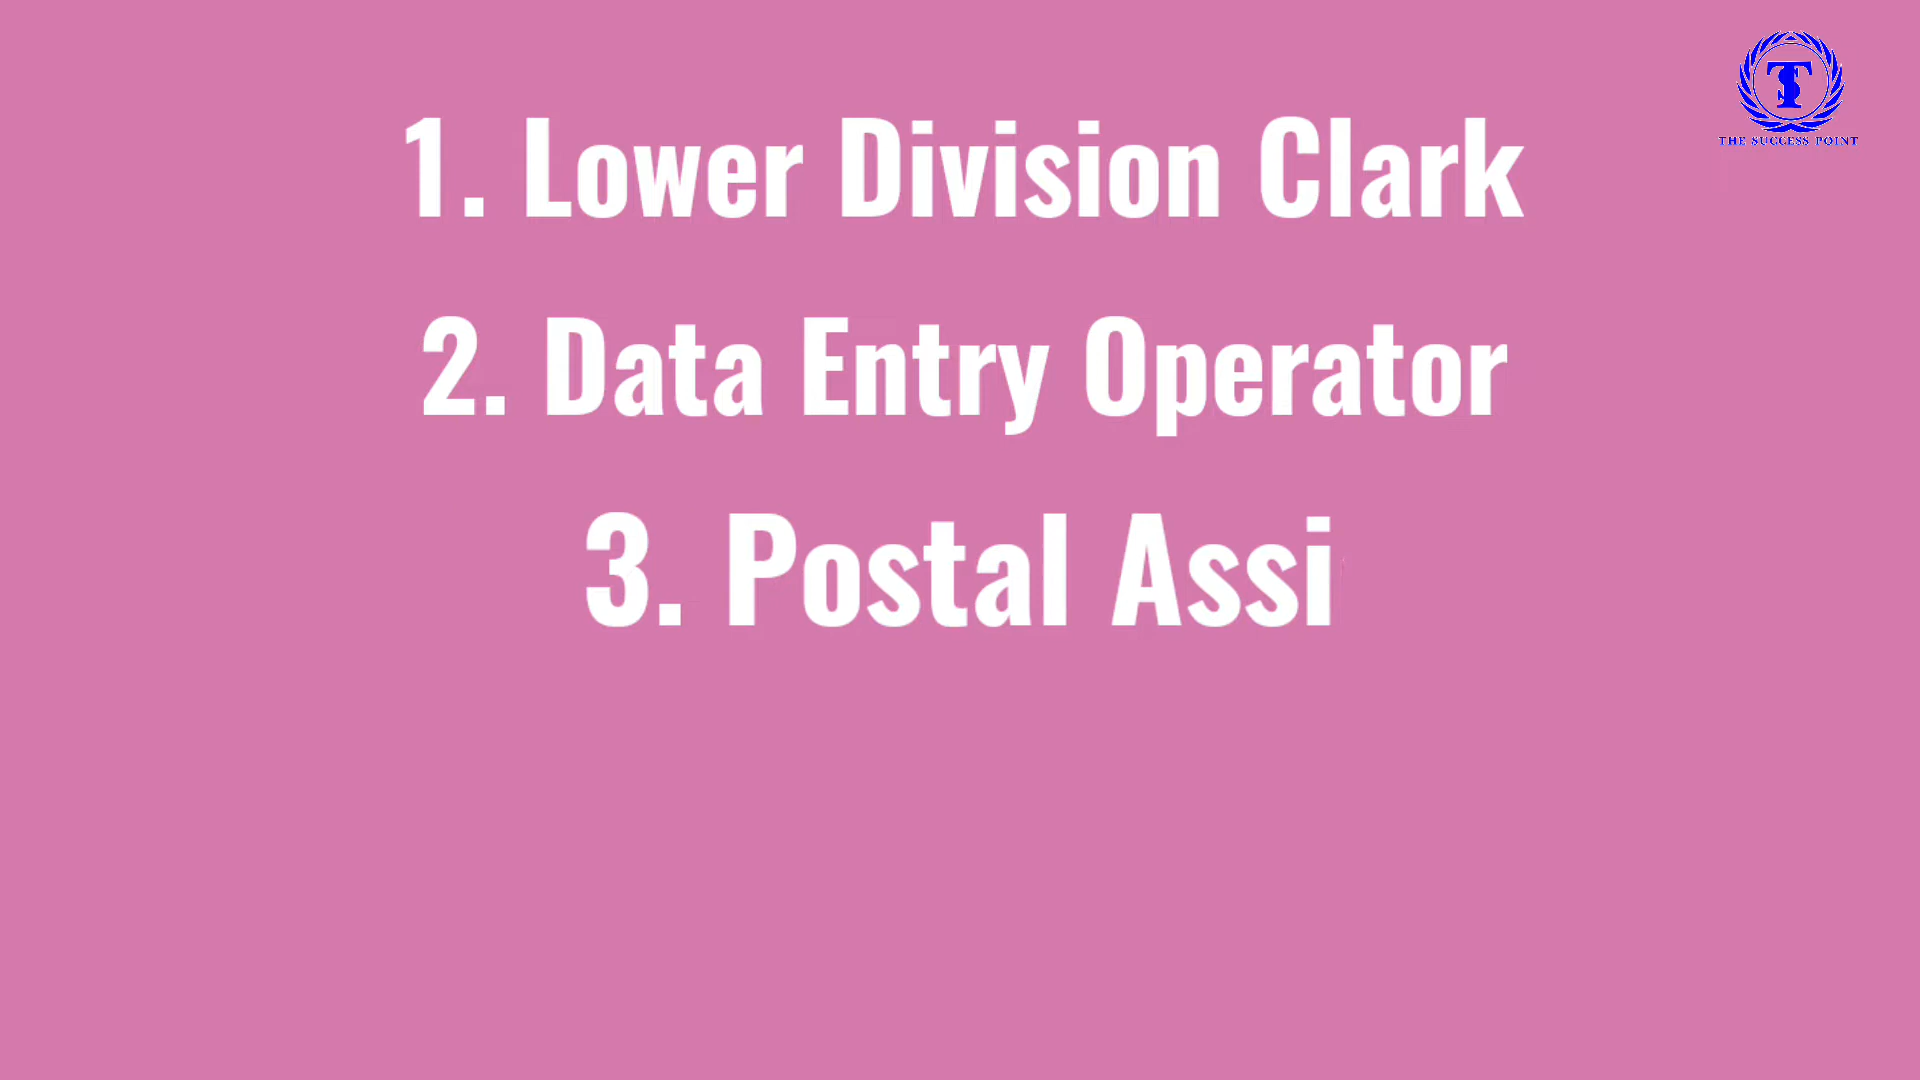 THE SUCCESS POINT
1. Lower Division Clark
2. Data Entry Operator
3. Postal Assi